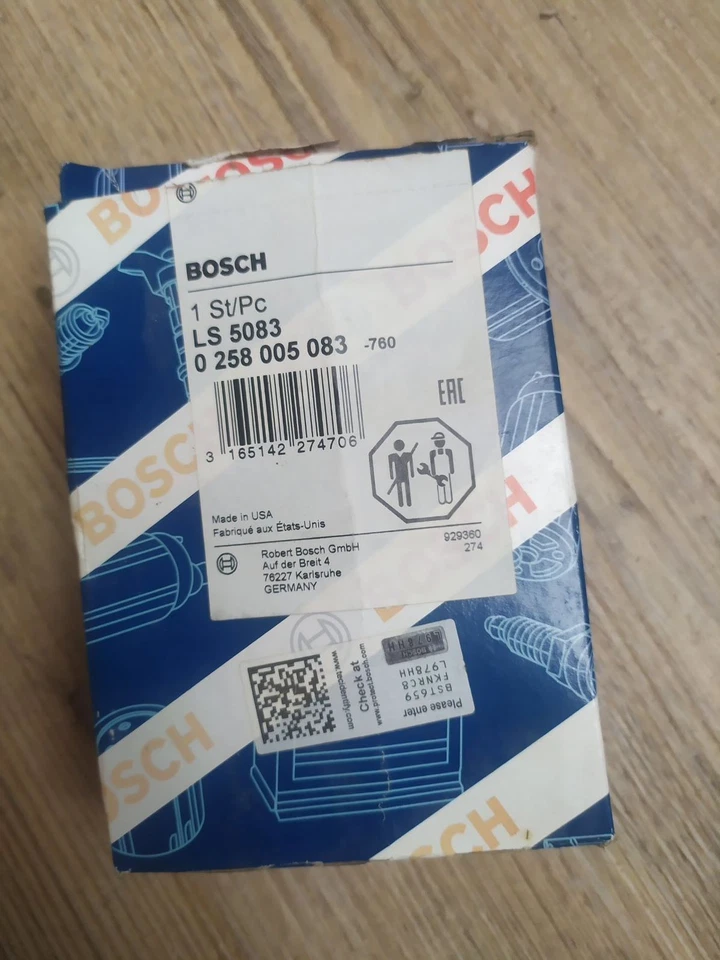 BOSCH
BOSCH
BOSCH
1 St/Pc
LS 5083
0 258 005 083 -760
EAC
3 165142 274706
BOSCH
Made in USA
Fabriqué aux États-Unis
929360
274
Robert Bosch GmbH
Auf der Breit 4
76227 Karlsruhe
GERMANY
Please enter
BST659
FKNRC8
L978HH
Check at
www.protect.bosch.com
BOSCH